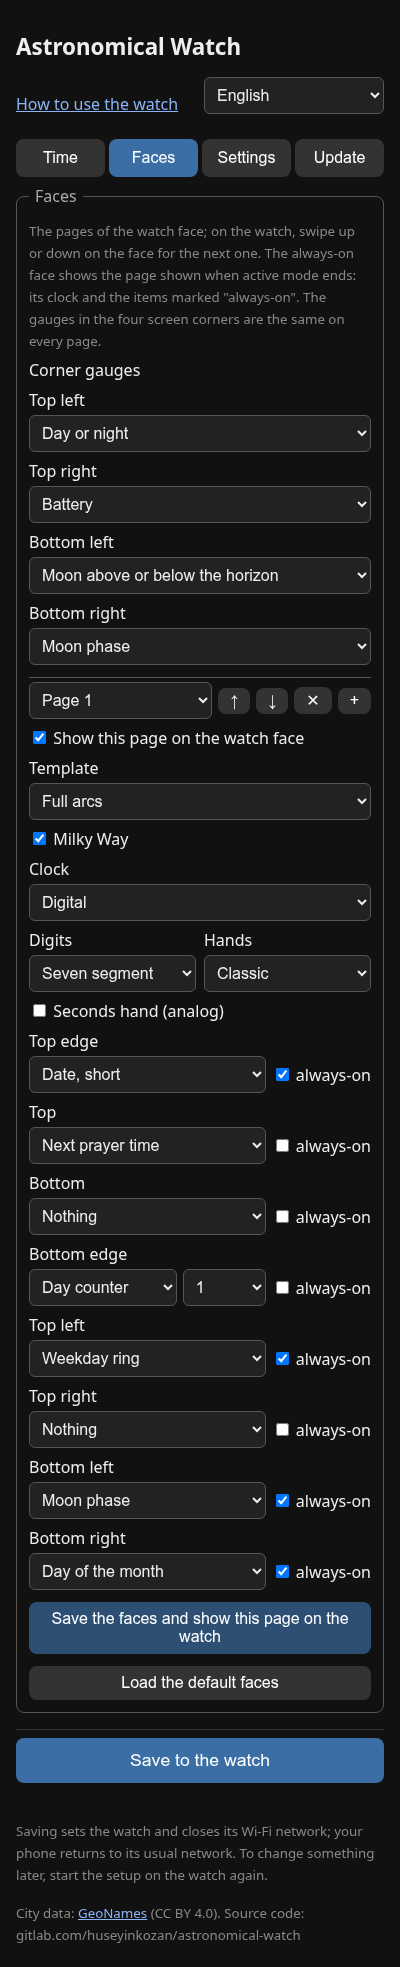 Astronomical Watch
How to use the watch
English
Time
Faces
Settings
Update
Faces
The pages of the watch face; on the watch, swipe up
or down on the face for the next one. The always-on
face shows the page shown when active mode ends:
its clock and the items marked "always-on". The
gauges in the four screen corners are the same on
every page.
Corner gauges
Top left
Day or night
Top right
Battery
Bottom left
Moon above or below the horizon
Bottom right
Moon phase
Page 1 ↑ ↓ ✕ +
Show this page on the watch face
Template
Full arcs
Milky Way
Clock
Digital
Digits Hands
Seven segment Classic
Seconds hand (analog)
Top edge
Date, short always-on
Top
Next prayer time always-on
Bottom
Nothing always-on
Bottom edge
Day counter 1 always-on
Top left
Weekday ring always-on
Top right
Nothing always-on
Bottom left
Moon phase always-on
Bottom right
Day of the month always-on
Save the faces and show this page on the
watch
Load the default faces
Save to the watch
Saving sets the watch and closes its Wi-Fi network; your
phone returns to its usual network. To change something
later, start the setup on the watch again.
City data: GeoNames (CC BY 4.0). Source code:
gitlab.com/huseyinkozan/astronomical-watch